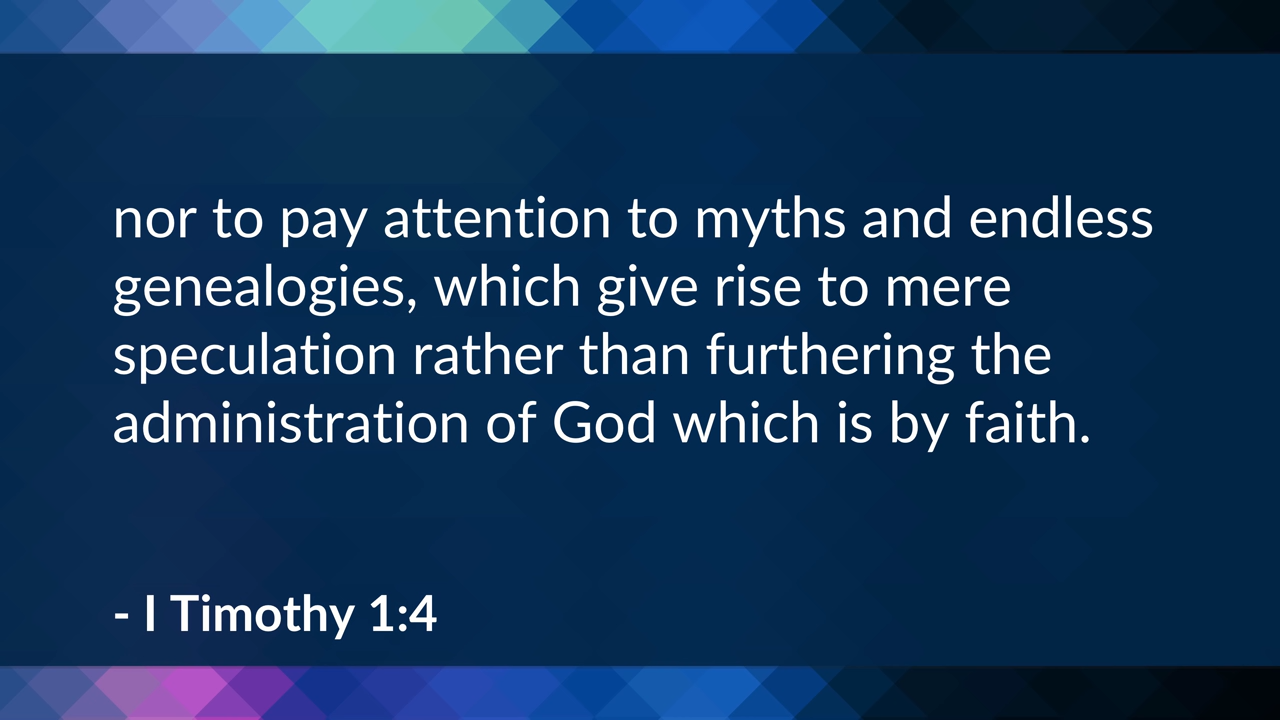 nor to pay attention to myths and endless
genealogies, which give rise to mere
speculation rather than furthering the
administration of God which is by faith.
- I Timothy 1:4